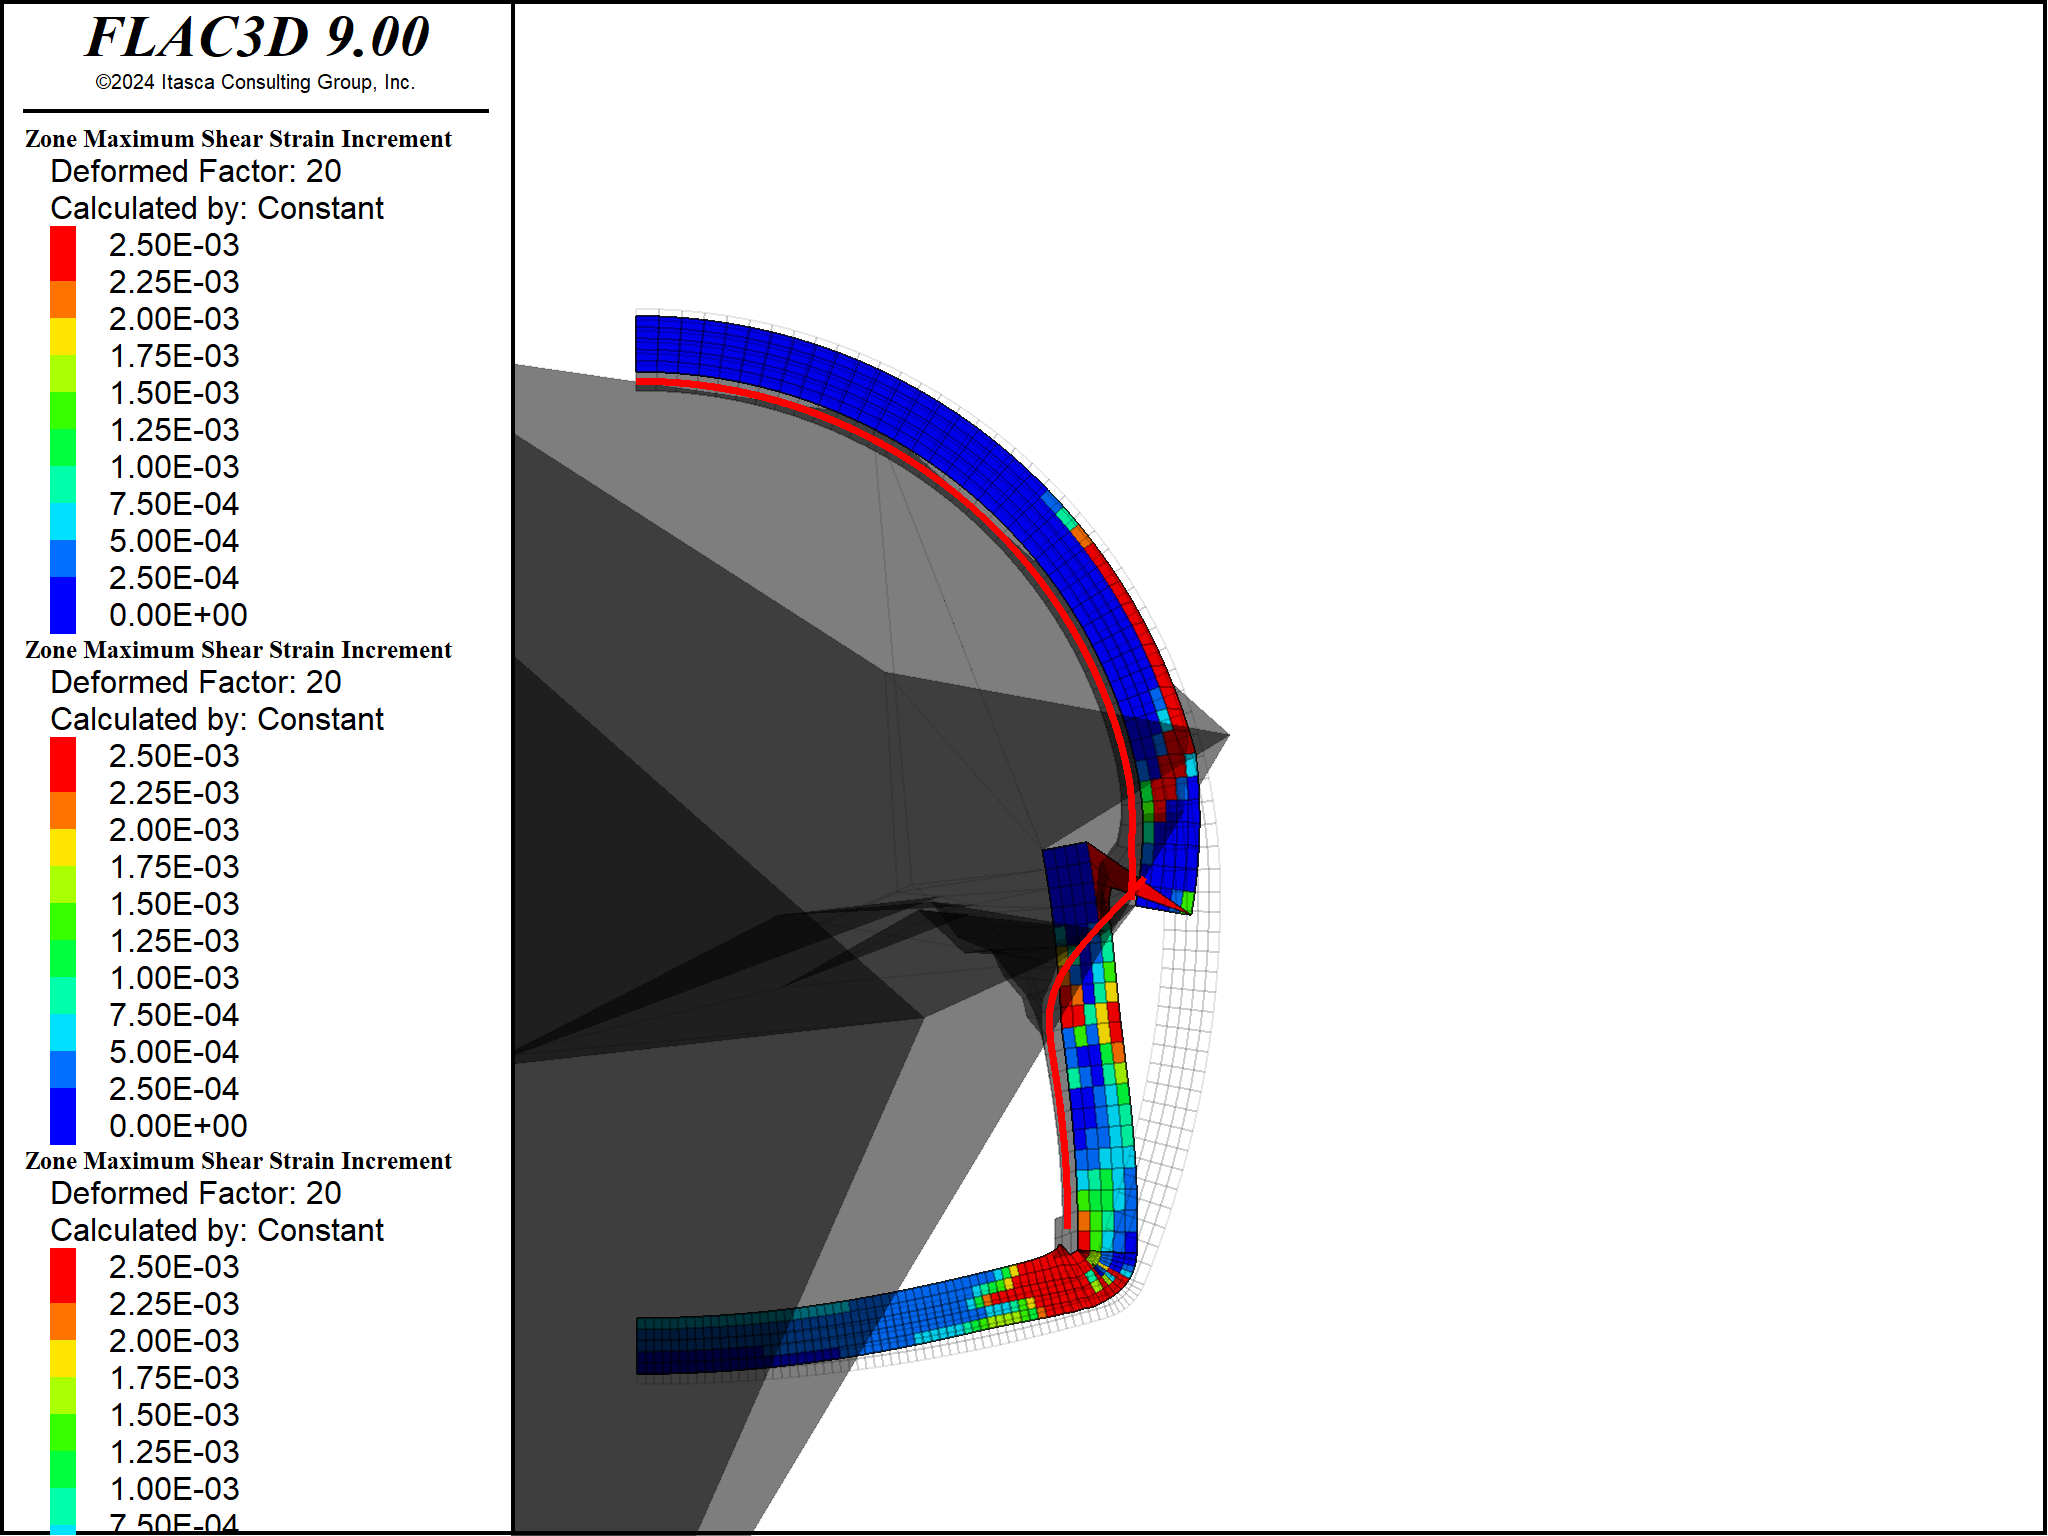 FLAC3D 9.00
©2024 Itasca Consulting Group, Inc.
Zone Maximum Shear Strain Increment
Deformed Factor: 20
Calculated by: Constant
2.50E-03
2.25E-03
2.00E-03
1.75E-03
1.50E-03
1.25E-03
1.00E-03
7.50E-04
5.00E-04
2.50E-04
0.00E+00
Zone Maximum Shear Strain Increment
Deformed Factor: 20
Calculated by: Constant
2.50E-03
2.25E-03
2.00E-03
1.75E-03
1.50E-03
1.25E-03
1.00E-03
7.50E-04
5.00E-04
2.50E-04
0.00E+00
Zone Maximum Shear Strain Increment
Deformed Factor: 20
Calculated by: Constant
2.50E-03
2.25E-03
2.00E-03
1.75E-03
1.50E-03
1.25E-03
1.00E-03
7.50E-04